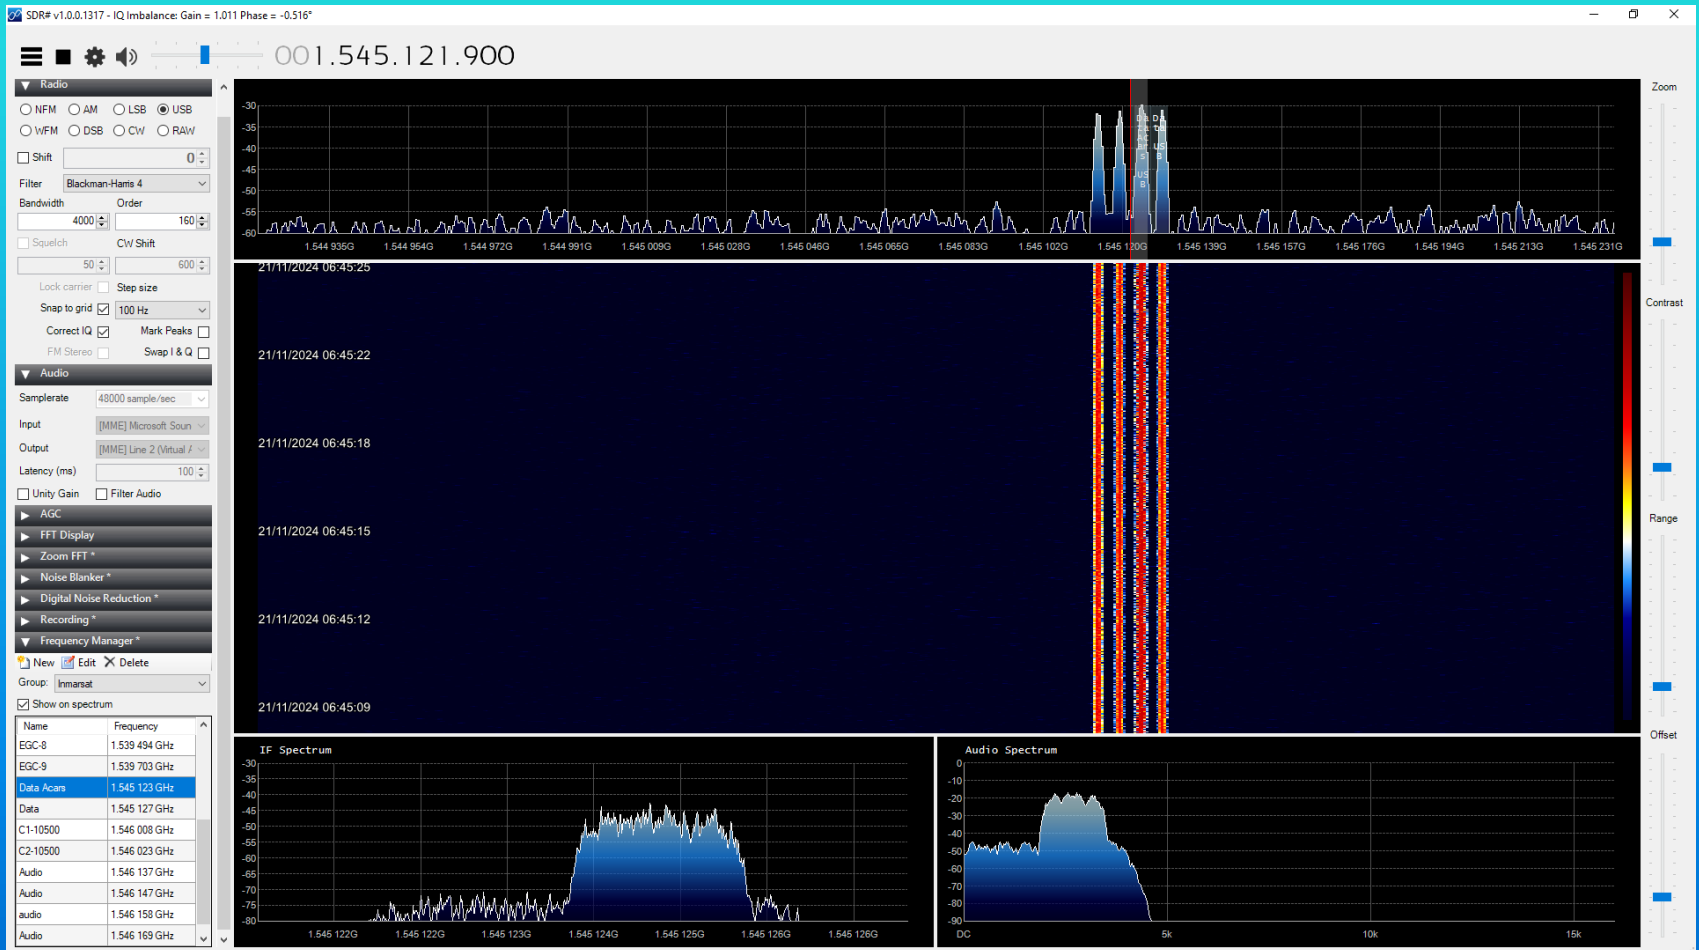 SDR# v1.0.0.1317 - IQ Imbalance: Gain = 1.011 Phase = -0.516°
001.545.121.900
Radio
NFM AM LSB USB
WFM DSB CW RAW
Shift 0
Filter Blackman-Harris 4
Bandwidth Order
4000 160
Squelch CW Shift
50 600
Lock carrier Step size
Snap to grid 100 Hz
Correct IQ Mark Peaks
FM Stereo Swap I & Q
Audio
Samplerate 48000 sample/sec
Input [MME] Microsoft Soun
Output [MME] Line 2 (Virtual A
Latency (ms) 100
Unity Gain Filter Audio
AGC
FFT Display
Zoom FFT *
Noise Blanker *
Digital Noise Reduction *
Recording *
Frequency Manager *
New Edit Delete
Group: Inmarsat
Show on spectrum
Name Frequency
EGC-8 1.539 494 GHz
EGC-9 1.539 703 GHz
Data Acars 1.545 123 GHz
Data 1.545 127 GHz
C1-10500 1.546 008 GHz
C2-10500 1.546 023 GHz
Audio 1.546 137 GHz
Audio 1.546 147 GHz
audio 1.546 158 GHz
Audio 1.546 169 GHz
-30
-35
-40
-45
-50
-55
-60
1.544 935G 1.544 954G 1.544 972G 1.544 991G 1.545 009G 1.545 028G 1.545 046G 1.545 065G 1.545 083G 1.545 102G 1.545 120G 1.545 139G 1.545 157G 1.545 176G 1.545 194G 1.545 213G 1.545 231G
21/11/2024 06:45:25
21/11/2024 06:45:22
21/11/2024 06:45:18
21/11/2024 06:45:15
21/11/2024 06:45:12
21/11/2024 06:45:09
IF Spectrum
-30
-35
-40
-45
-50
-55
-60
-65
-70
-75
-80
1.545 122G 1.545 122G 1.545 123G 1.545 124G 1.545 125G 1.545 126G 1.545 126G
Audio Spectrum
0
-10
-20
-30
-40
-50
-60
-70
-80
-90
DC 5k 10k 15k
Zoom
Contrast
Range
Offset